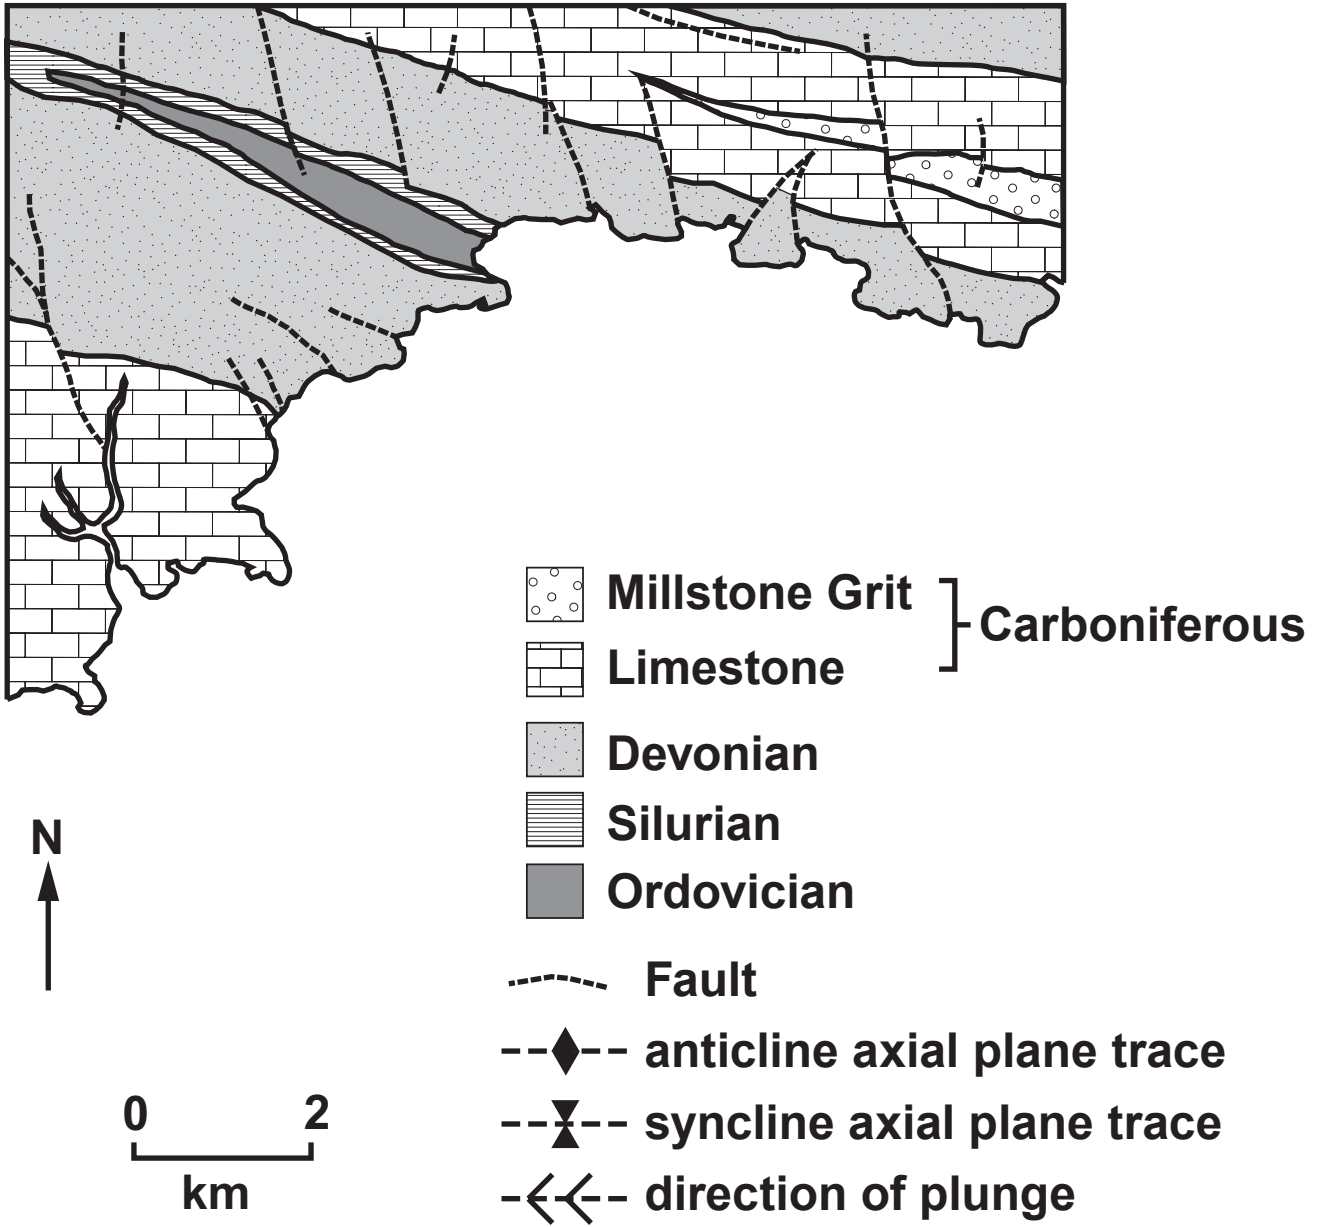 Millstone Grit
Carboniferous
Limestone
Devonian
Silurian
Ordovician
N
Fault
anticline axial plane trace
syncline axial plane trace
direction of plunge
0 2
km